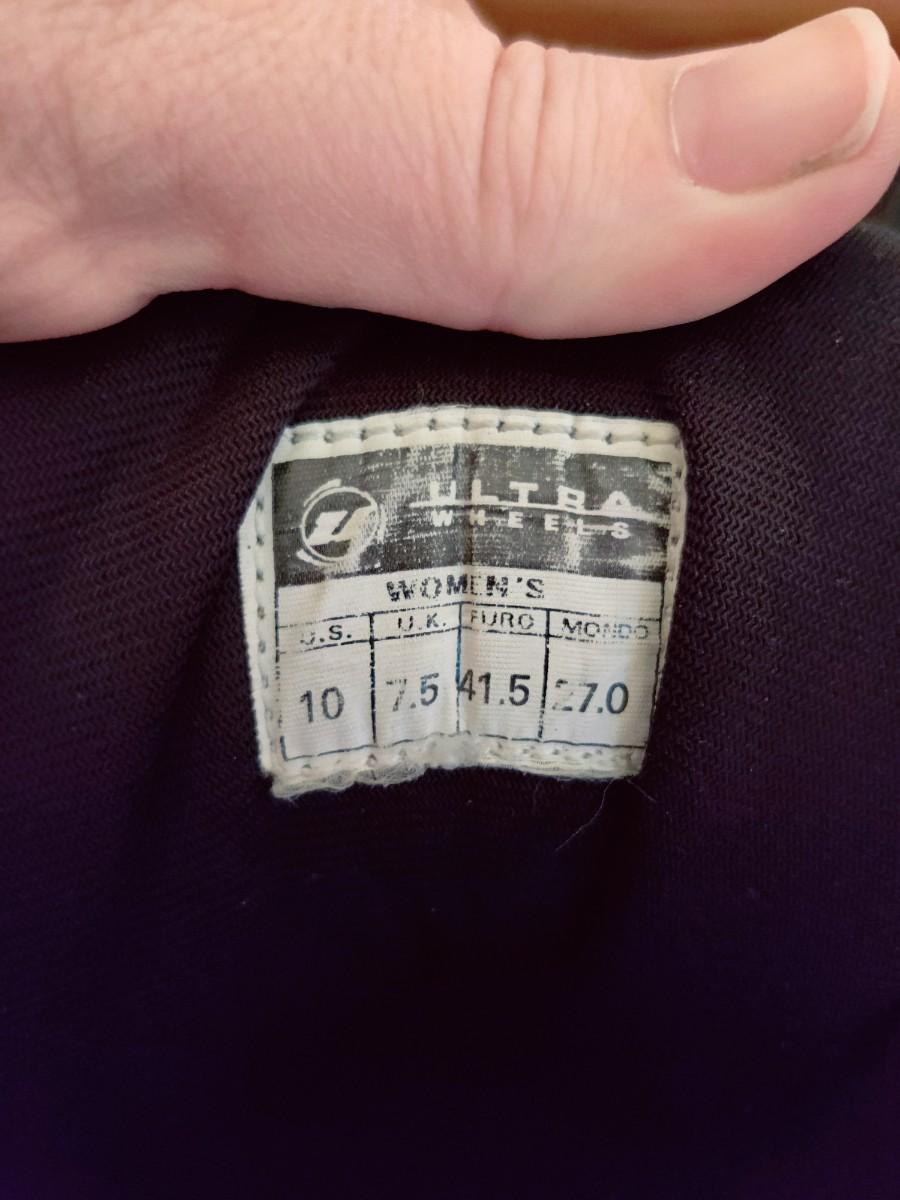 ULTRA
WHEELS
WOMEN'S
U.S. U.K. EURO MONDO
10 7.5 41.5 27.0